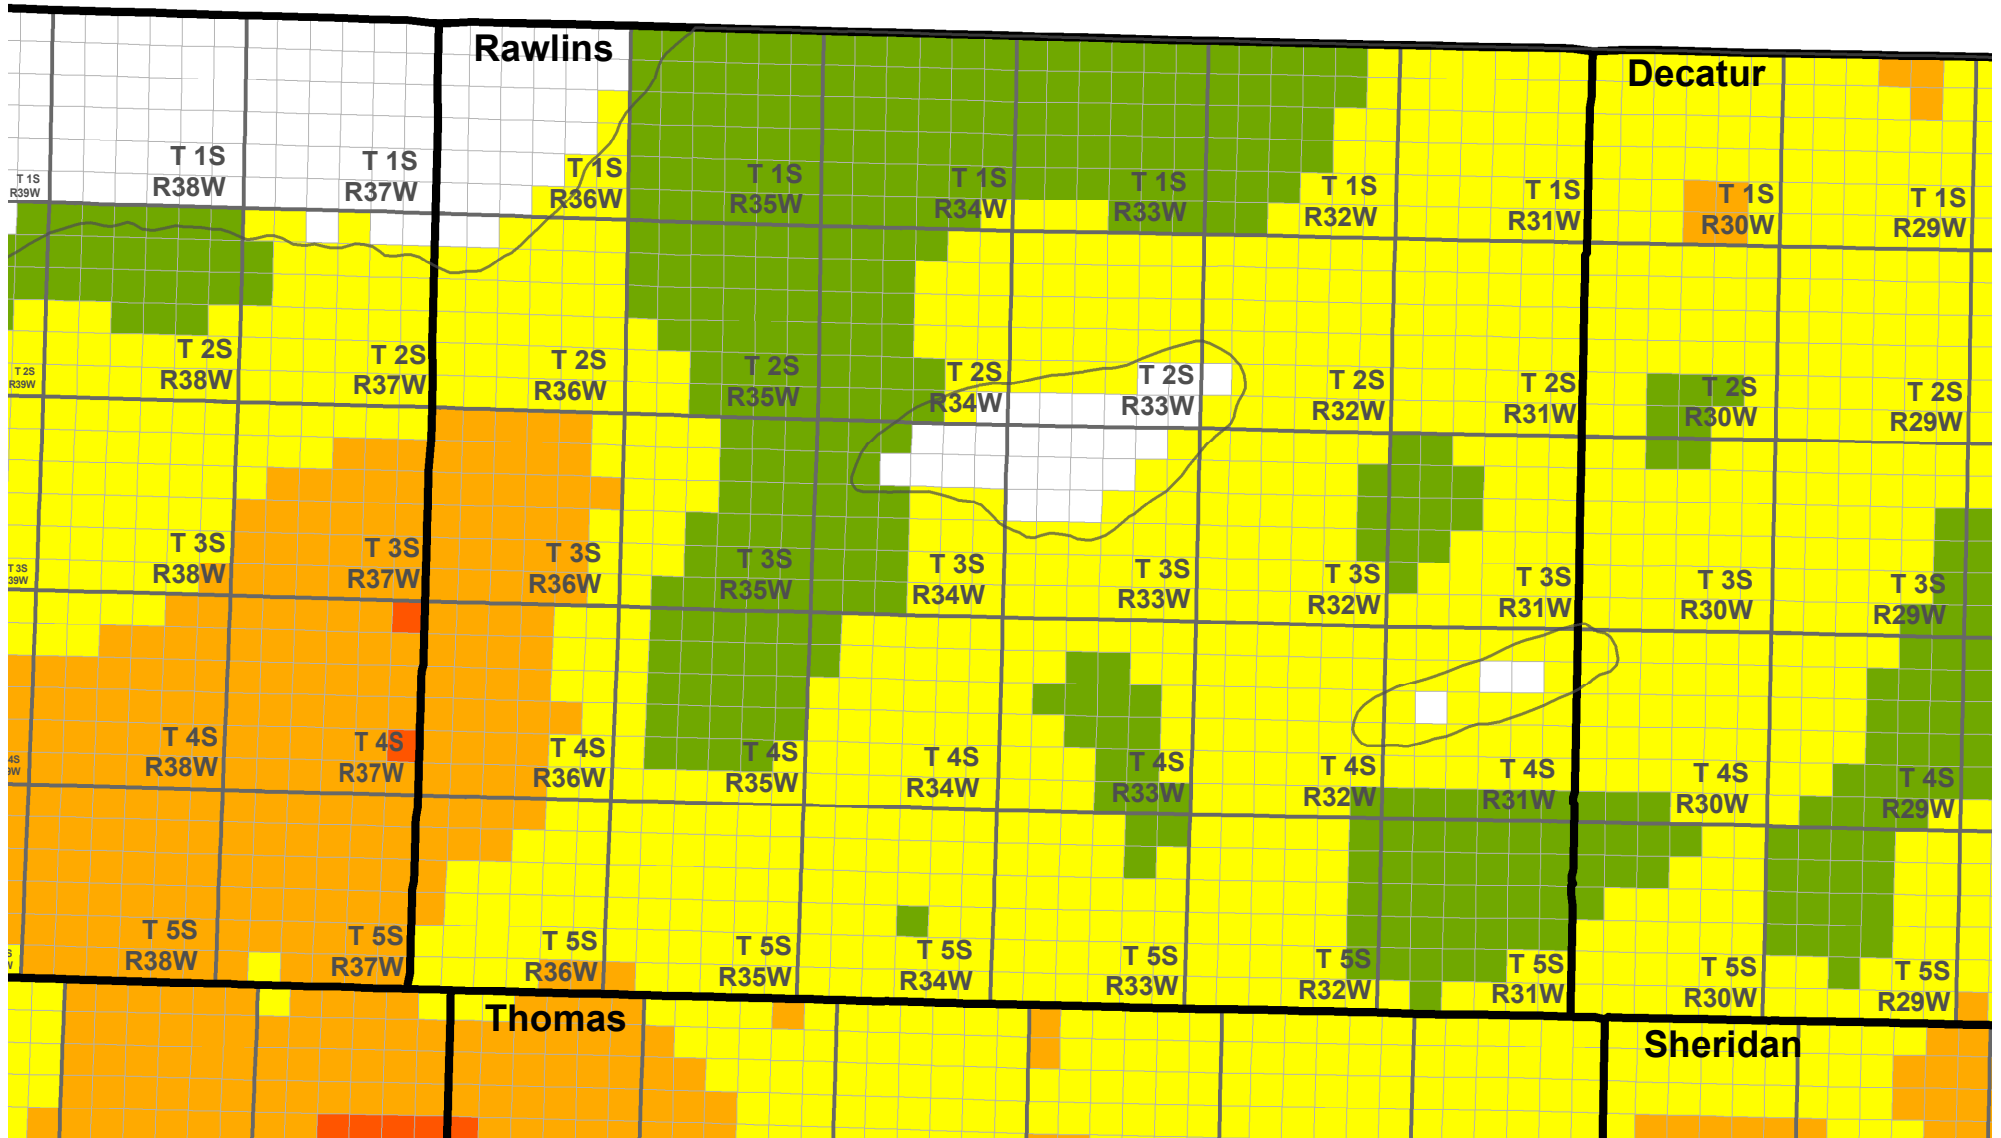 Rawlins
Decatur
T 1S
R39W
T 1S
R38W
T 1S
R37W
T 1S
R36W
T 1S
R35W
T 1S
R34W
T 1S
R33W
T 1S
R32W
T 1S
R31W
T 1S
R30W
T 1S
R29W
T 2S
R39W
T 2S
R38W
T 2S
R37W
T 2S
R36W
T 2S
R35W
T 2S
R34W
T 2S
R33W
T 2S
R32W
T 2S
R31W
T 2S
R30W
T 2S
R29W
T 3S
39W
T 3S
R38W
T 3S
R37W
T 3S
R36W
T 3S
R35W
T 3S
R34W
T 3S
R33W
T 3S
R32W
T 3S
R31W
T 3S
R30W
T 3S
R29W
4S
9W
T 4S
R38W
T 4S
R37W
T 4S
R36W
T 4S
R35W
T 4S
R34W
T 4S
R33W
T 4S
R32W
T 4S
R31W
T 4S
R30W
T 4S
R29W
S
W
T 5S
R38W
T 5S
R37W
T 5S
R36W
T 5S
R35W
T 5S
R34W
T 5S
R33W
T 5S
R32W
T 5S
R31W
T 5S
R30W
T 5S
R29W
Thomas
Sheridan